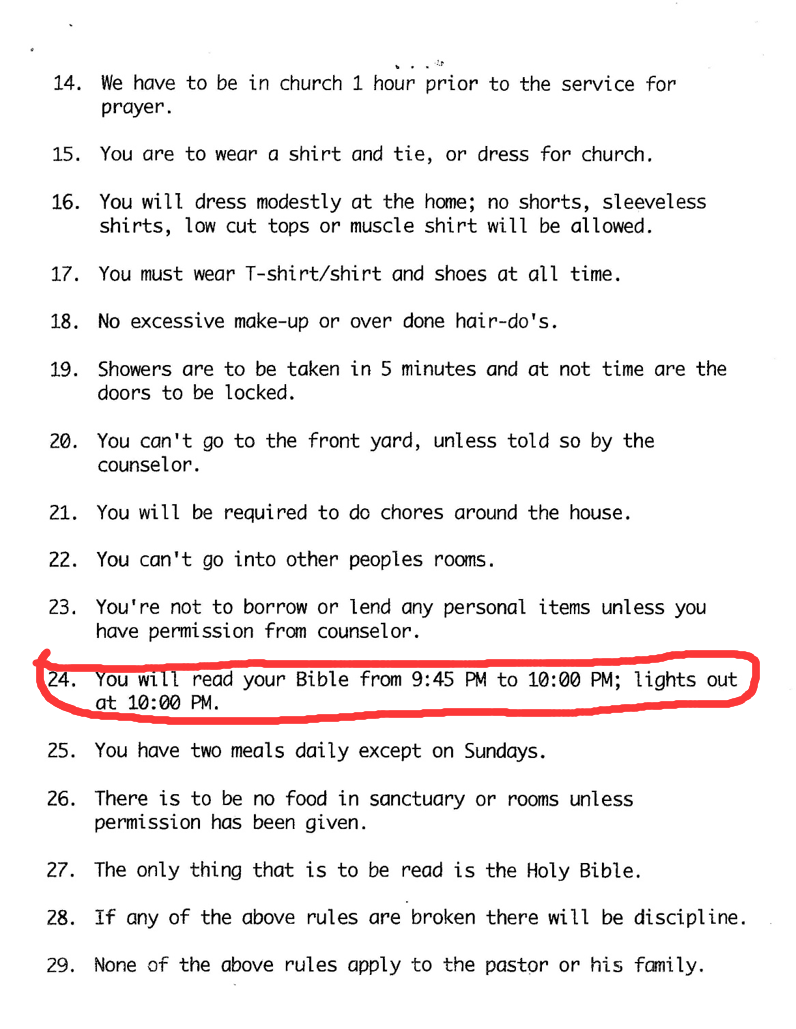 14. We have to be in church 1 hour prior to the service for
prayer.
15. You are to wear a shirt and tie, or dress for church.
16. You will dress modestly at the home; no shorts, sleeveless
shirts, low cut tops or muscle shirt will be allowed.
17. You must wear T-shirt/shirt and shoes at all time.
18. No excessive make-up or over done hair-do's.
19. Showers are to be taken in 5 minutes and at not time are the
doors to be locked.
20. You can't go to the front yard, unless told so by the
counselor.
21. You will be required to do chores around the house.
22. You can't go into other peoples rooms.
23. You're not to borrow or lend any personal items unless you
have permission from counselor.
24. You will read your Bible from 9:45 PM to 10:00 PM; lights out
at 10:00 PM.
25. You have two meals daily except on Sundays.
26. There is to be no food in sanctuary or rooms unless
permission has been given.
27. The only thing that is to be read is the Holy Bible.
28. If any of the above rules are broken there will be discipline.
29. None of the above rules apply to the pastor or his family.